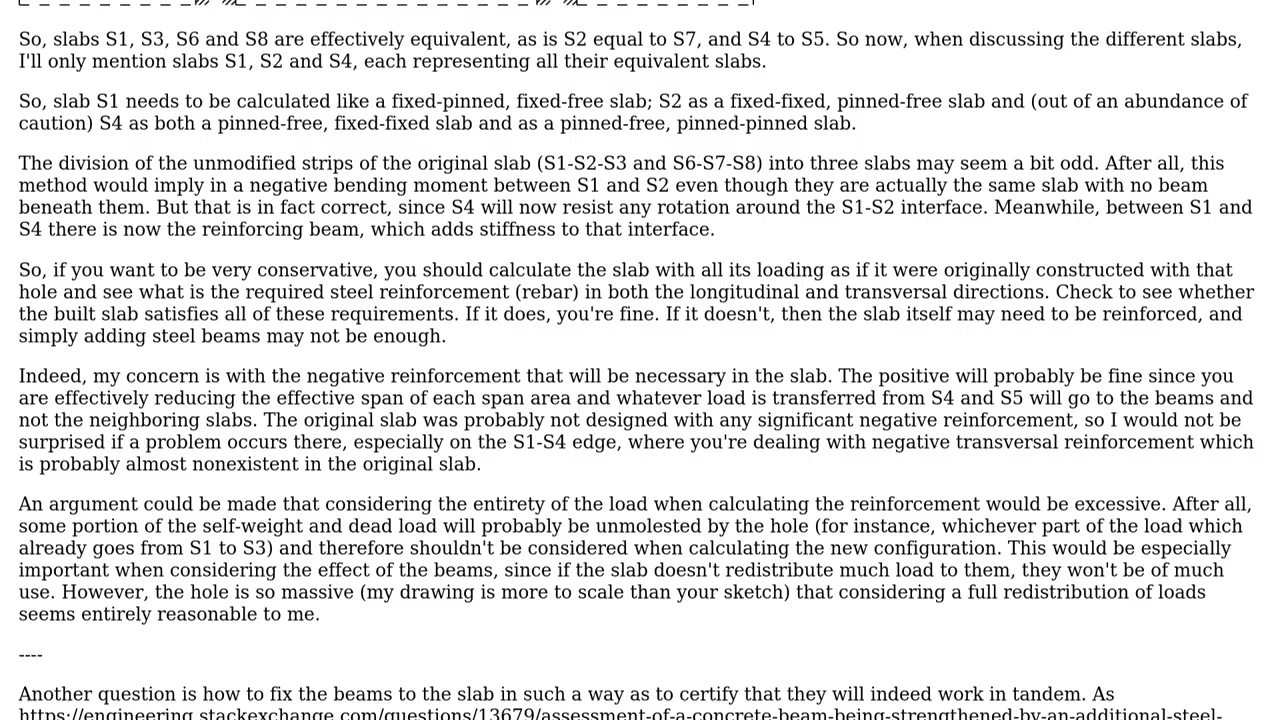 So, slabs S1, S3, S6 and S8 are effectively equivalent, as is S2 equal to S7, and S4 to S5. So now, when discussing the different slabs,
I'll only mention slabs S1, S2 and S4, each representing all their equivalent slabs.
So, slab S1 needs to be calculated like a fixed-pinned, fixed-free slab; S2 as a fixed-fixed, pinned-free slab and (out of an abundance of
caution) S4 as both a pinned-free, fixed-fixed slab and as a pinned-free, pinned-pinned slab.
The division of the unmodified strips of the original slab (S1-S2-S3 and S6-S7-S8) into three slabs may seem a bit odd. After all, this
method would imply in a negative bending moment between S1 and S2 even though they are actually the same slab with no beam
beneath them. But that is in fact correct, since S4 will now resist any rotation around the S1-S2 interface. Meanwhile, between S1 and
S4 there is now the reinforcing beam, which adds stiffness to that interface.
So, if you want to be very conservative, you should calculate the slab with all its loading as if it were originally constructed with that
hole and see what is the required steel reinforcement (rebar) in both the longitudinal and transversal directions. Check to see whether
the built slab satisfies all of these requirements. If it does, you're fine. If it doesn't, then the slab itself may need to be reinforced, and
simply adding steel beams may not be enough.
Indeed, my concern is with the negative reinforcement that will be necessary in the slab. The positive will probably be fine since you
are effectively reducing the effective span of each span area and whatever load is transferred from S4 and S5 will go to the beams and
not the neighboring slabs. The original slab was probably not designed with any significant negative reinforcement, so I would not be
surprised if a problem occurs there, especially on the S1-S4 edge, where you're dealing with negative transversal reinforcement which
is probably almost nonexistent in the original slab.
An argument could be made that considering the entirety of the load when calculating the reinforcement would be excessive. After all,
some portion of the self-weight and dead load will probably be unmolested by the hole (for instance, whichever part of the load which
already goes from S1 to S3) and therefore shouldn't be considered when calculating the new configuration. This would be especially
important when considering the effect of the beams, since if the slab doesn't redistribute much load to them, they won't be of much
use. However, the hole is so massive (my drawing is more to scale than your sketch) that considering a full redistribution of loads
seems entirely reasonable to me.
----
Another question is how to fix the beams to the slab in such a way as to certify that they will indeed work in tandem. As
https://engineering.stackexchange.com/questions/13679/assessment-of-a-concrete-beam-being-strengthened-by-an-additional-steel-